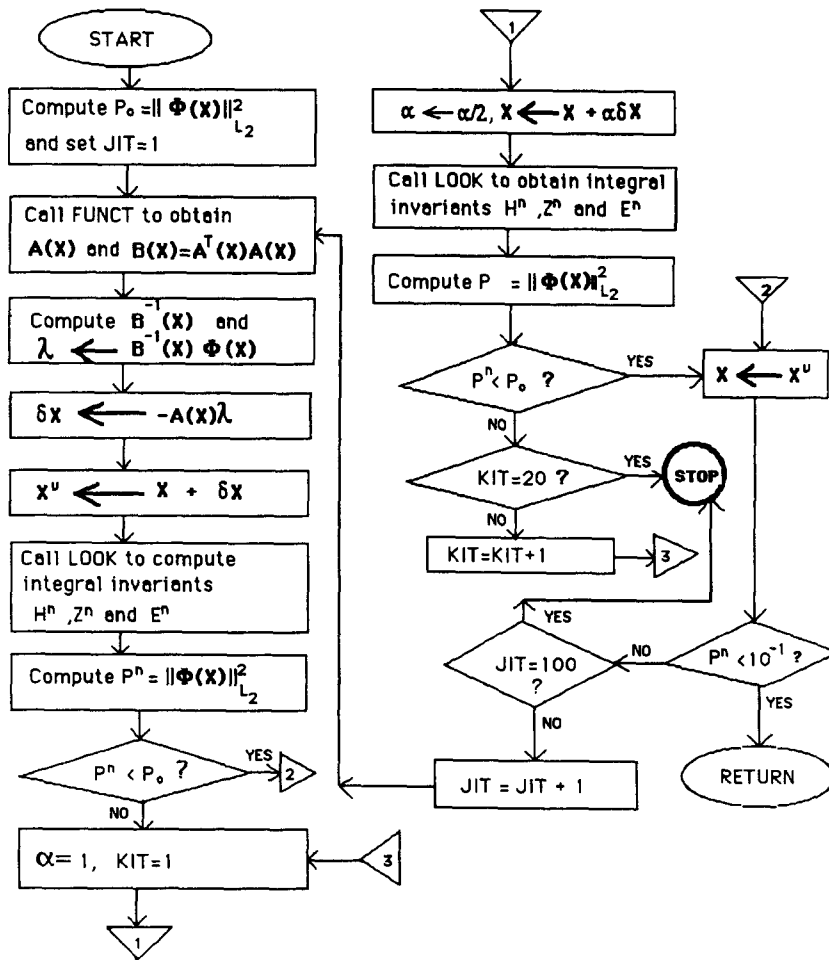 START
Compute P₀ = ‖ Φ(X) ‖²_L₂
and set JIT=1
Call FUNCT to obtain
A(X) and B(X)=Aᵀ(X)A(X)
Compute B⁻¹(X) and
λ ← B⁻¹(X) Φ(X)
δX ← -A(X)λ
Xᵘ ← X + δX
Call LOOK to compute
integral invariants
Hⁿ ,Zⁿ and Eⁿ
Compute Pⁿ = ‖Φ(X)‖²_L₂
Pⁿ < P₀ ?
YES
2
NO
α= 1, KIT=1
3
1
1
α ← α/2, X ← X + αδX
Call LOOK to obtain integral
invariants Hⁿ ,Zⁿ and Eⁿ
Compute P = ‖Φ(X)‖²_L₂
Pⁿ < P₀ ?
YES
2
X ← Xᵘ
NO
KIT=20 ?
YES
STOP
NO
KIT=KIT+1
3
YES
JIT=100
?
NO
Pⁿ <10⁻¹ ?
YES
NO
JIT = JIT + 1
RETURN